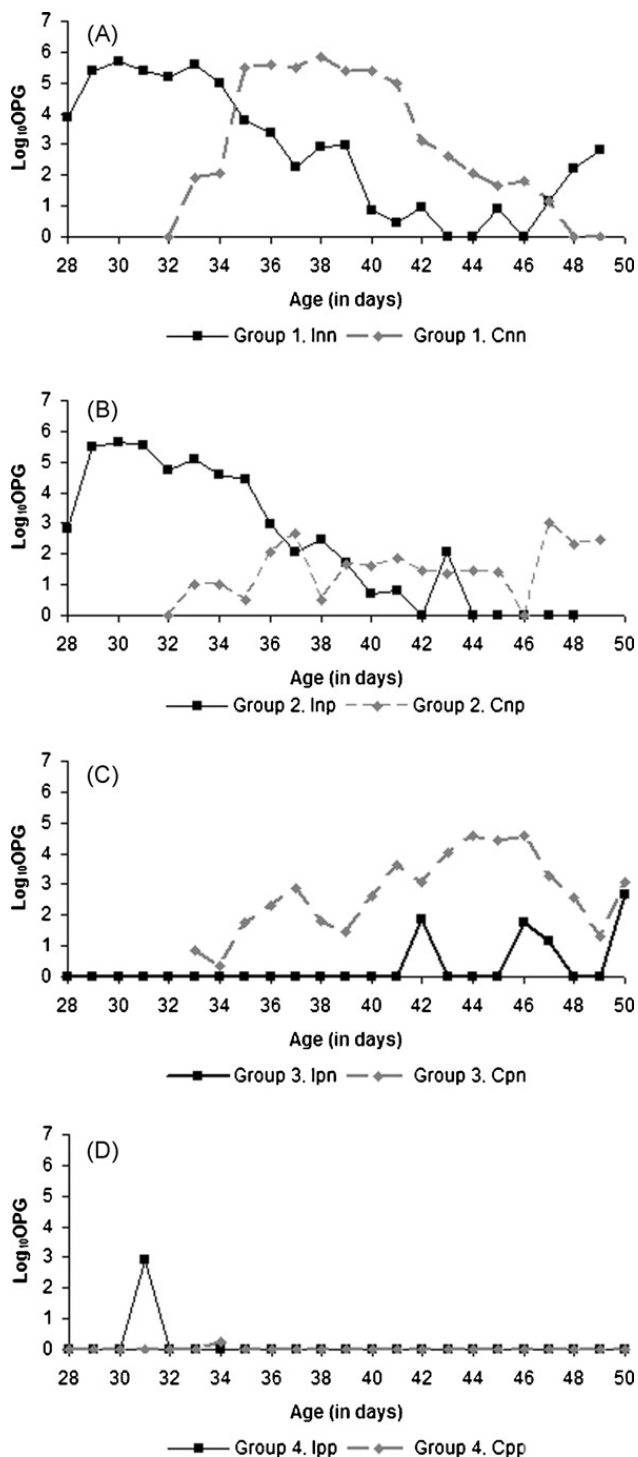 (A)
7
6
5
4
3
2
1
0
Log10OPG
28 30 32 34 36 38 40 42 44 46 48 50
Age (in days)
Group 1. Inn Group 1. Cnn
(B)
7
6
5
4
3
2
1
0
Log10OPG
28 30 32 34 36 38 40 42 44 46 48 50
Age (in days)
Group 2. Inp Group 2. Cnp
(C)
7
6
5
4
3
2
1
0
Log10OPG
28 30 32 34 36 38 40 42 44 46 48 50
Age (in days)
Group 3. Ipn Group 3. Cpn
(D)
7
6
5
4
3
2
1
0
Log10OPG
28 30 32 34 36 38 40 42 44 46 48 50
Age (in days)
Group 4. Ipp Group 4. Cpp